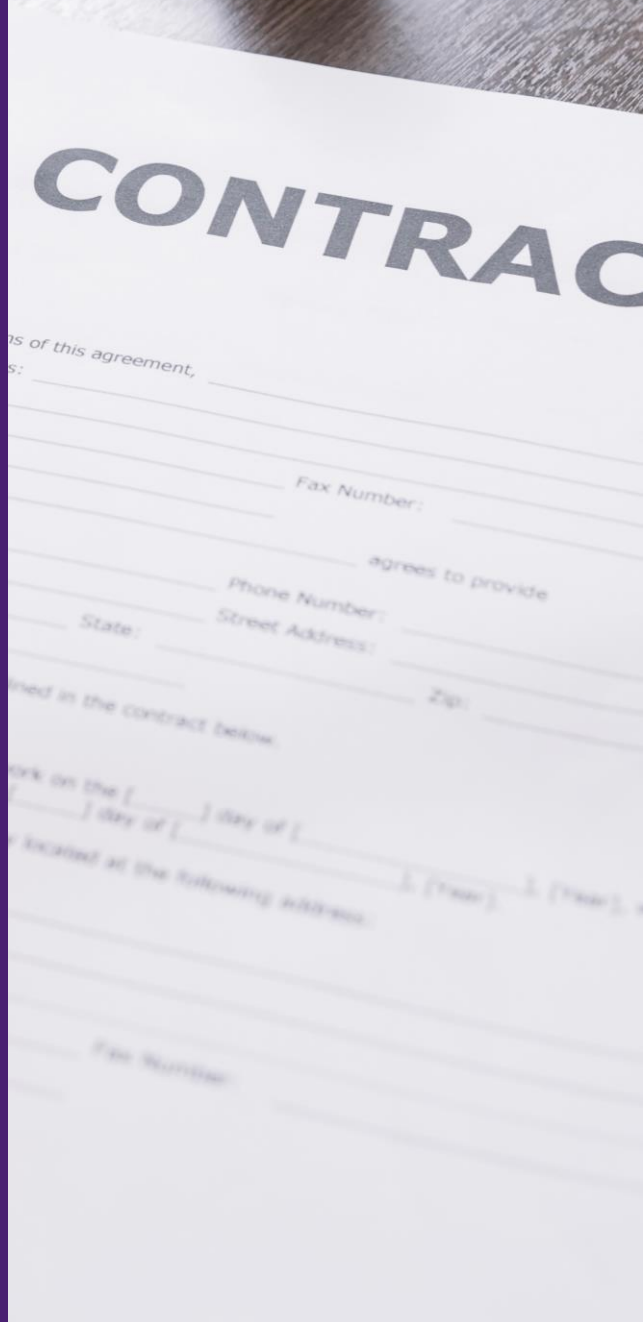 CONTRAC
ns of this agreement,
s:
Fax Number:
agrees to provide
Phone Number:
Street Address:
State:
Zip:
lined in the contract below.
ork on the [ ] day of [ ], [Year],
[ ] day of [ ], [Year].
y located at the following address:
Fax Number: